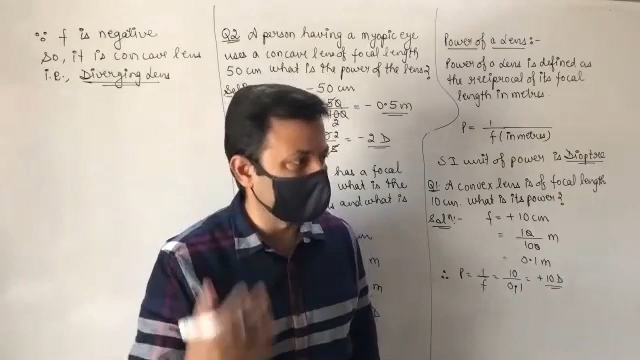 ∵ f is negative
So, it is concave lens
i.e., Diverging lens
Q2 A person having a myopic eye
uses a concave lens of focal length
50 cm what is the power of the lens?
Soln:- - 50 cm
50/100 = - 0.5 m
= - 2 D
has a focal
what is the
and what is
cm
m
D
Power of a Lens:-
Power of a lens is defined as
the reciprocal of its focal
length in metres.
P = 1/f (in metres)
SI unit of power is Dioptre
Q1 A convex lens is of focal length
10 cm. what is its power?
Soln:- f = +10 cm
= 10/100 m
= 0.1 m
∴ P = 1/f = 10/0.1 = +10 D